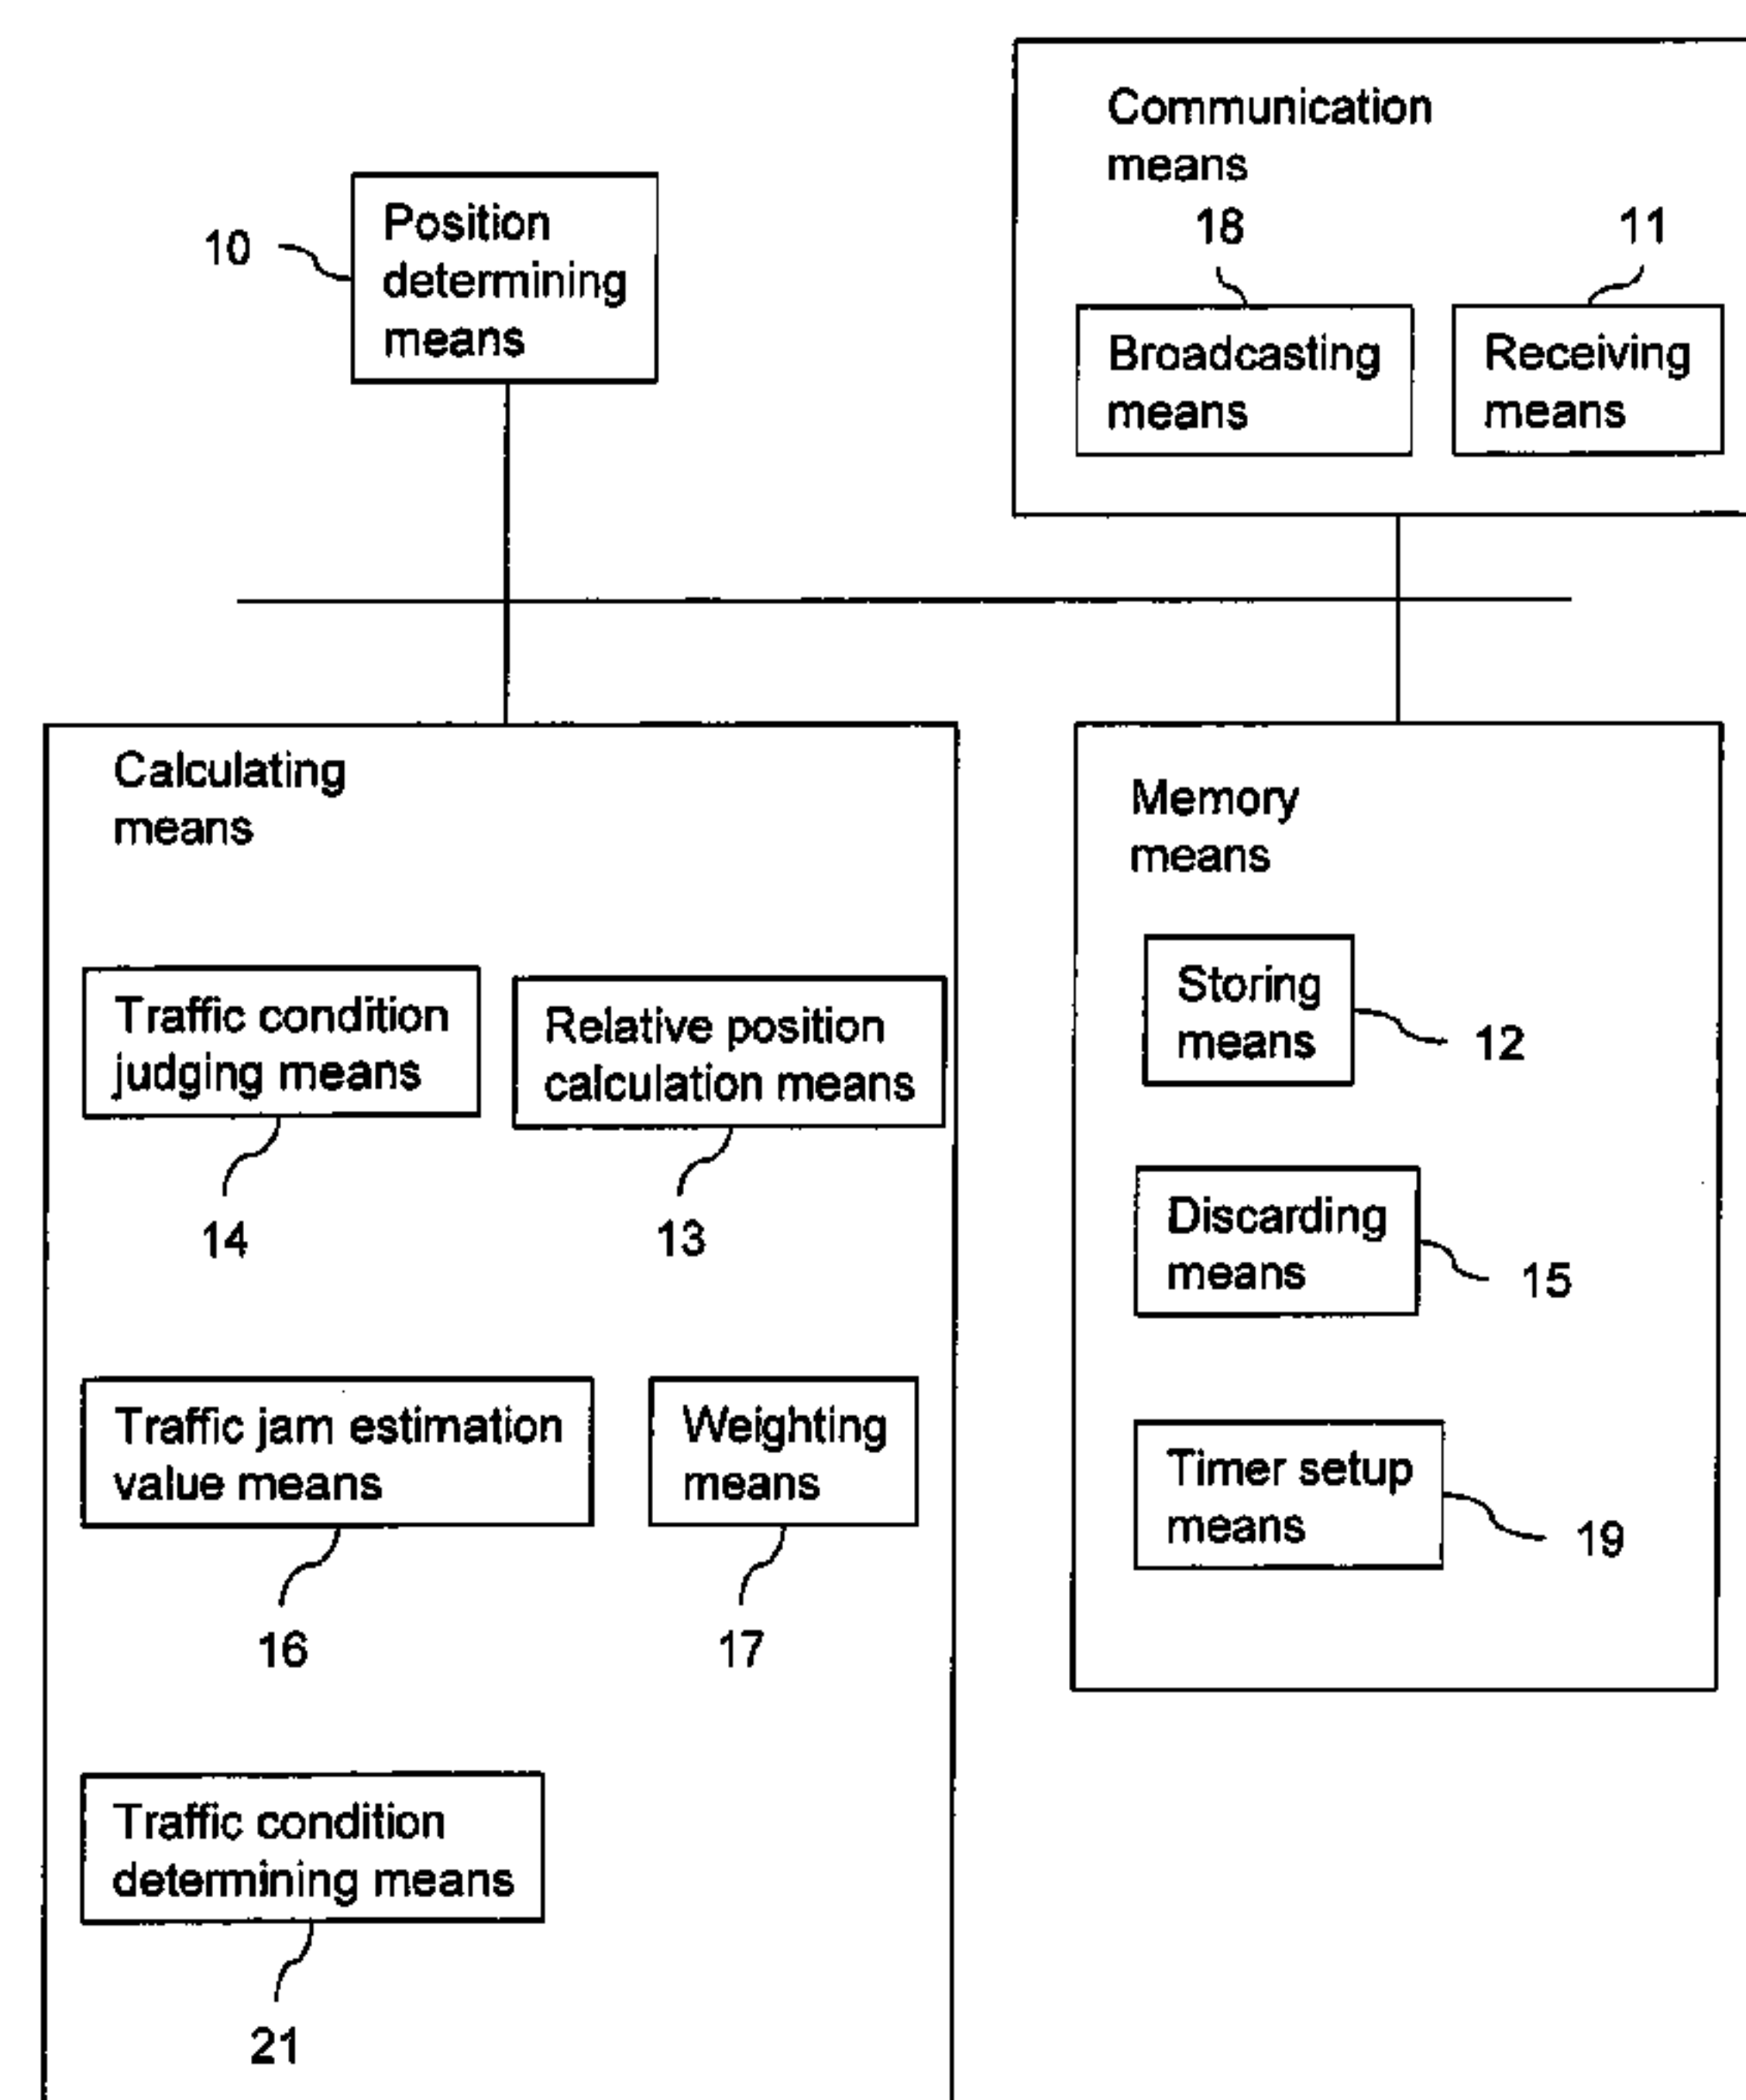 Communication
means
18
11
Broadcasting
means
Receiving
means
10
Position
determining
means
Calculating
means
Traffic condition
judging means
14
Relative position
calculation means
13
Traffic jam estimation
value means
16
Weighting
means
17
Traffic condition
determining means
21
Memory
means
Storing
means
12
Discarding
means
15
Timer setup
means
19